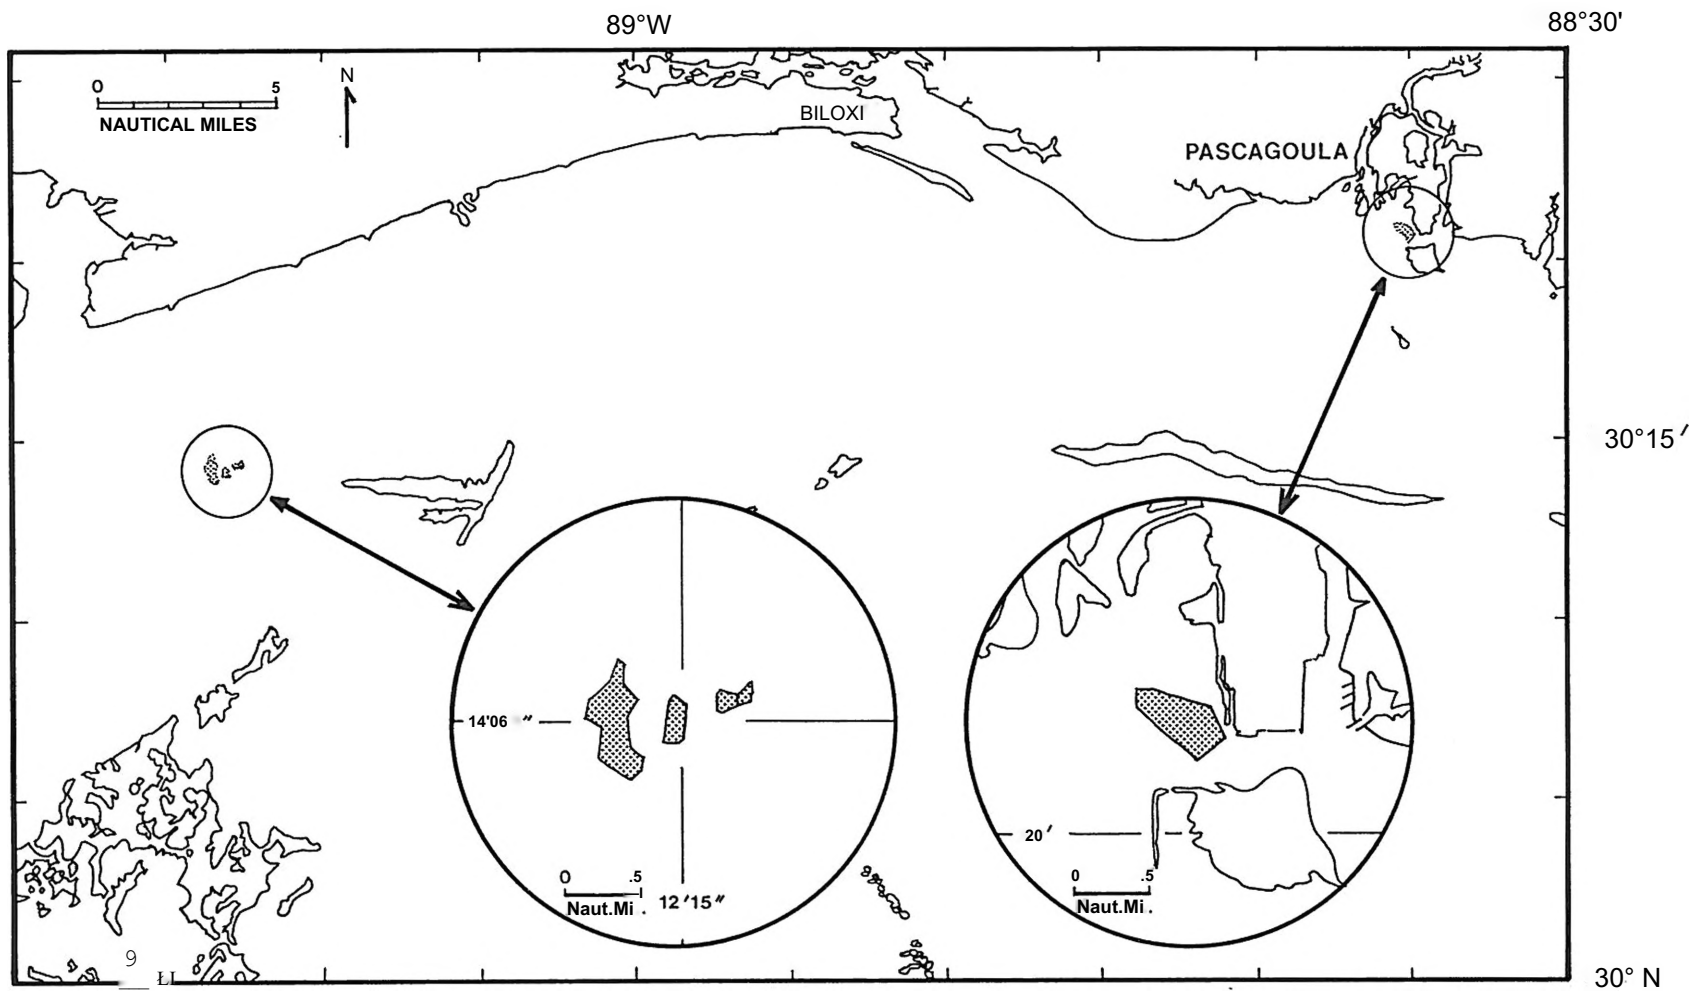 89°W
88°30'
0 5
NAUTICAL MILES
N
BILOXI
PASCAGOULA
30°15′
14'06 ″
20′
0 .5
Naut.Mi .
12′15″
0 .5
Naut.Mi .
9
ŁI
30° N